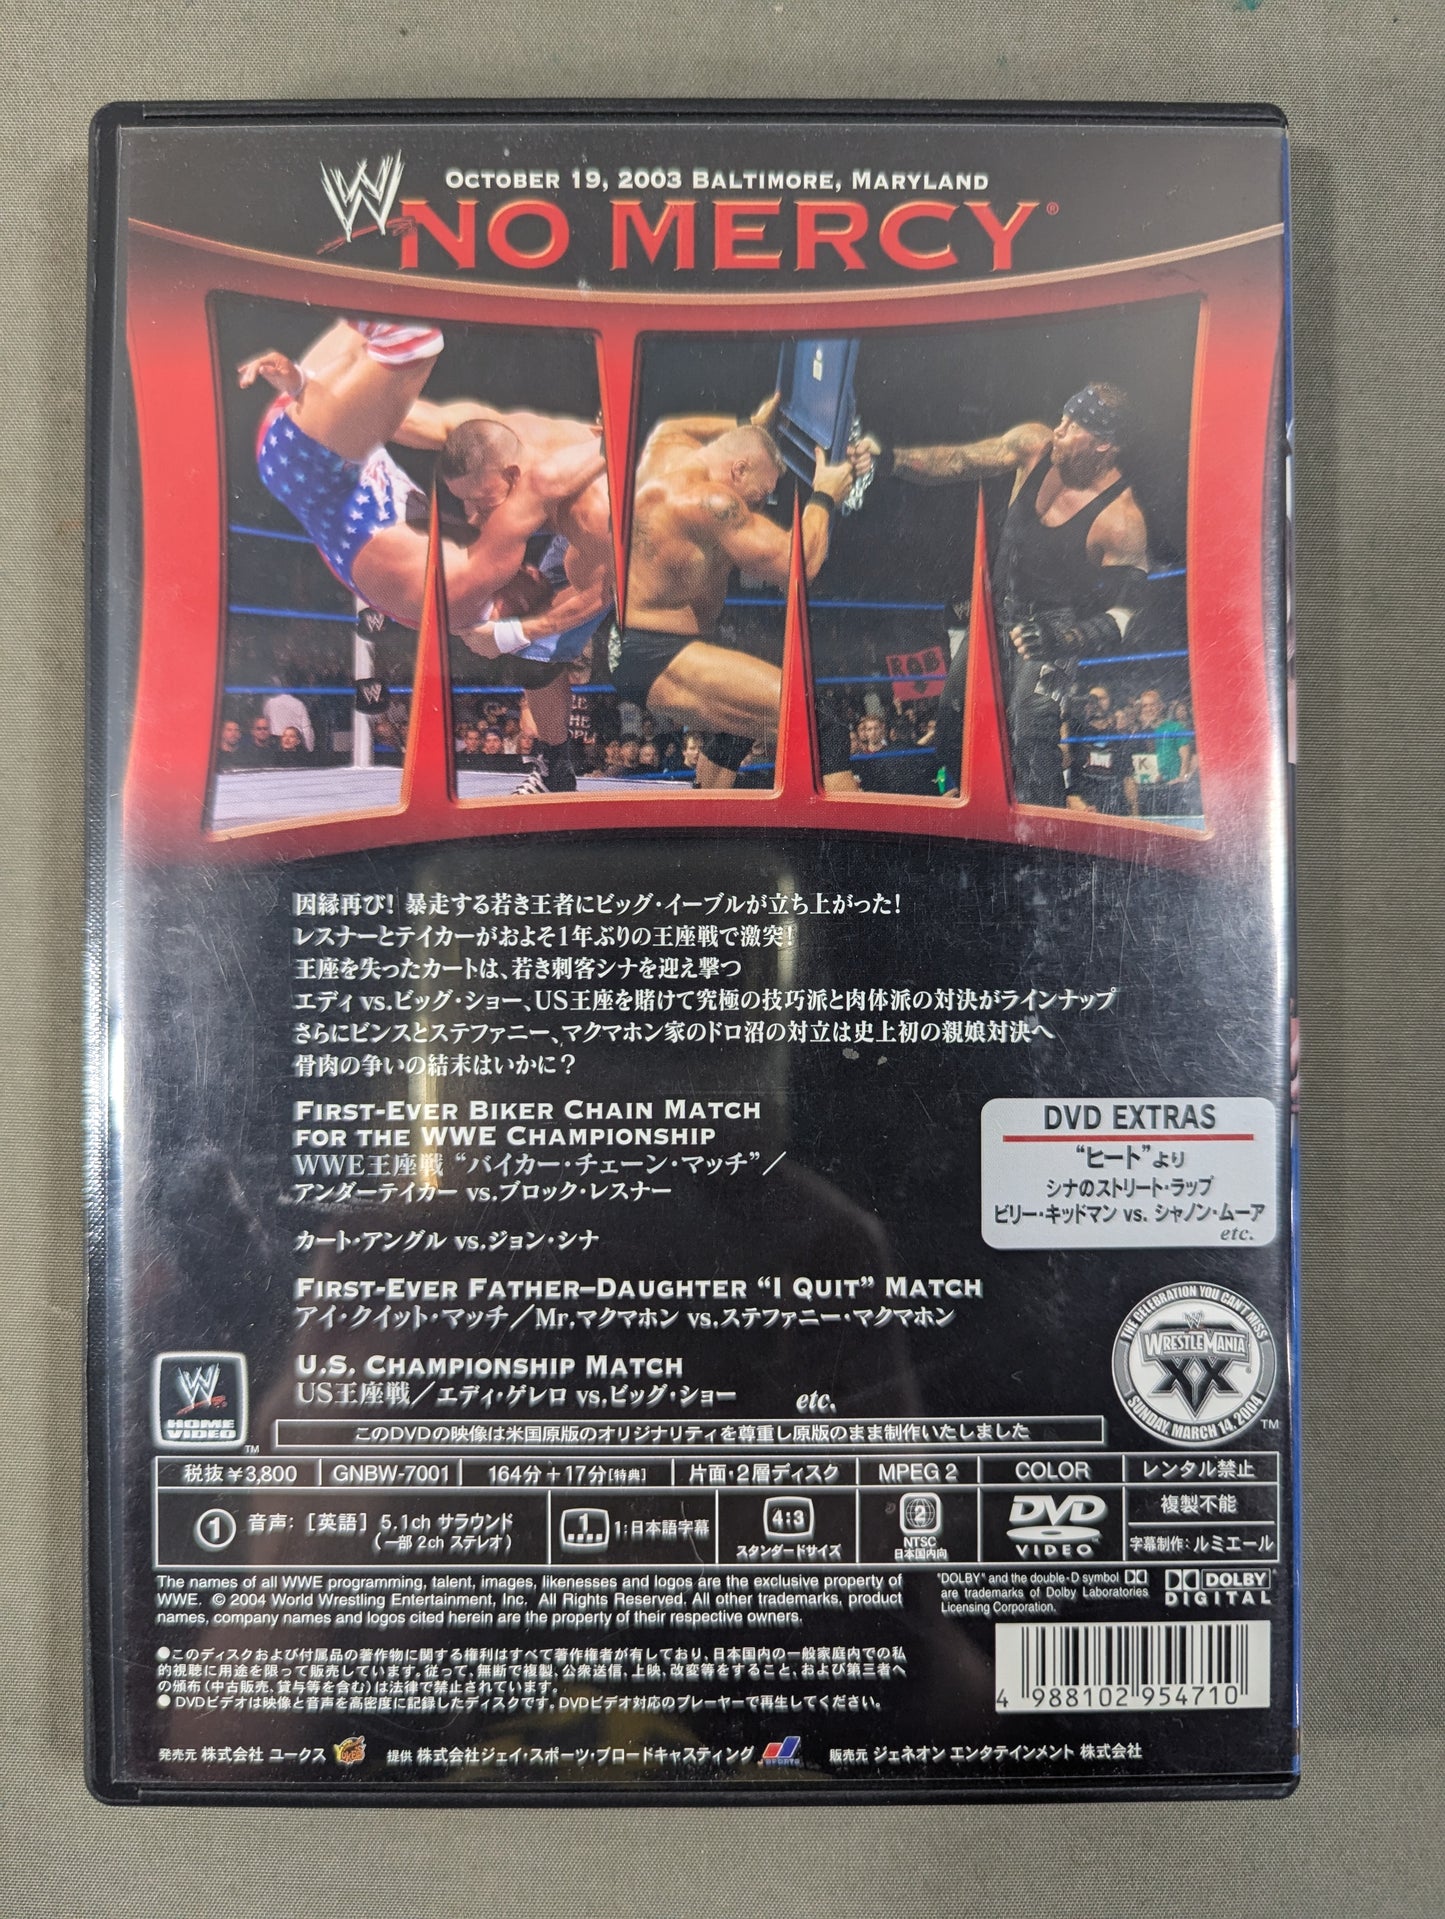 OCTOBER 19, 2003 BALTIMORE, MARYLAND
W NO MERCY®
因縁再び! 暴走する若き王者にビッグ・イーブルが立ち上がった!
レスナーとテイカーがおよそ1年ぶりの王座戦で激突!
王座を失ったカートは、若き刺客シナを迎え撃つ
エディ vs.ビッグ・ショー、US王座を賭けて究極の技巧派と肉体派の対決がラインナップ
さらにビンスとステファニー、マクマホン家のドロ沼の対立は史上初の親娘対決へ
骨肉の争いの結末はいかに?
FIRST-EVER BIKER CHAIN MATCH
FOR THE WWE CHAMPIONSHIP
WWE王座戦 “バイカー・チェーン・マッチ”/
アンダーテイカー vs.ブロック・レスナー
カート・アングル vs.ジョン・シナ
FIRST-EVER FATHER–DAUGHTER “I QUIT” MATCH
アイ・クイット・マッチ/Mr.マクマホン vs.ステファニー・マクマホン
U.S. CHAMPIONSHIP MATCH
US王座戦/エディ・ゲレロ vs.ビッグ・ショー etc.
DVD EXTRAS
“ヒート”より
シナのストリート・ラップ
ビリー・キッドマン vs. シャノン・ムーア
etc.
THE CELEBRATION YOU CAN'T MISS
WRESTLEMANIA
XX
SUNDAY, MARCH 14, 2004
TM
W
HOME
VIDEO
TM
このDVDの映像は米国原版のオリジナリティを尊重し原版のまま制作いたしました
税抜¥3,800 GNBW-7001 164分+17分[特典] 片面・2層ディスク MPEG 2 COLOR レンタル禁止
1 音声:[英語] 5.1ch サラウンド
(一部 2ch ステレオ)
1 1:日本語字幕
4:3
スタンダードサイズ
2
NTSC
日本国内向
DVD
VIDEO
複製不能
字幕制作:ルミエール
The names of all WWE programming, talent, images, likenesses and logos are the exclusive property of
WWE. © 2004 World Wrestling Entertainment, Inc. All Rights Reserved. All other trademarks, product
names, company names and logos cited herein are the property of their respective owners.
"DOLBY" and the double-D symbol
are trademarks of Dolby Laboratories
Licensing Corporation.
DOLBY
DIGITAL
●このディスクおよび付属品の著作物に関する権利はすべて著作権者が有しており、日本国内の一般家庭内での私
的視聴に用途を限って販売しています。従って、無断で複製、公衆送信、上映、改変等をすること、および第三者へ
の頒布(中古販売、貸与等を含む)は法律で禁止されています。
●DVDビデオは映像と音声を高密度に記録したディスクです。DVDビデオ対応のプレーヤーで再生してください。
4 988102 954710
発売元 株式会社 ユークス 提供 株式会社ジェイ・スポーツ・ブロードキャスティング J SPORTS 販売元 ジェネオン エンタテインメント 株式会社